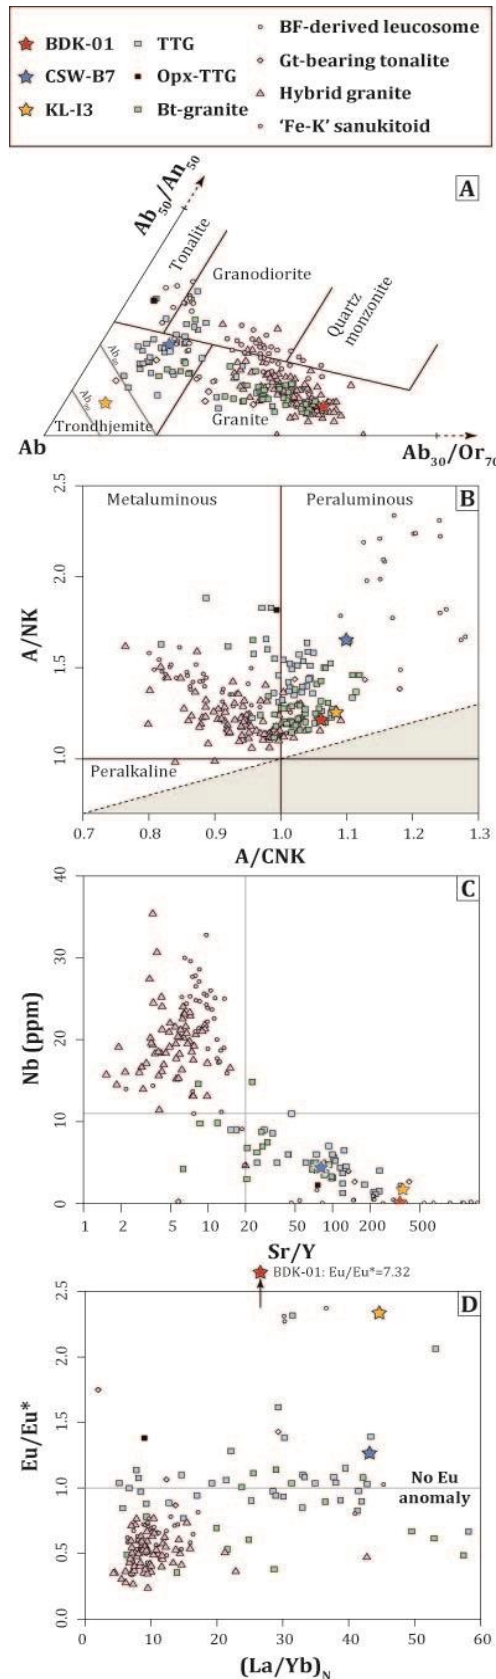 BDK-01
CSW-B7
KL-I3
TTG
Opx-TTG
Bt-granite
BF-derived leucosome
Gt-bearing tonalite
Hybrid granite
'Fe-K' sanukitoid
A
Ab50/An50
Tonalite
Granodiorite
Quartz
monzonite
Trondhjemite
Granite
Ab
Ab30/Or70
B
Metaluminous
Peraluminous
Peralkaline
A/NK
2.5
2.0
1.5
1.0
0.7
0.8
0.9
1.0
1.1
1.2
1.3
A/CNK
C
Nb (ppm)
40
30
20
10
0
1
2
5
10
20
50
100
200
500
Sr/Y
BDK-01: Eu/Eu*=7.32
D
Eu/Eu*
2.5
2.0
1.5
1.0
0.5
0.0
No Eu
anomaly
0
10
20
30
40
50
60
(La/Yb)N